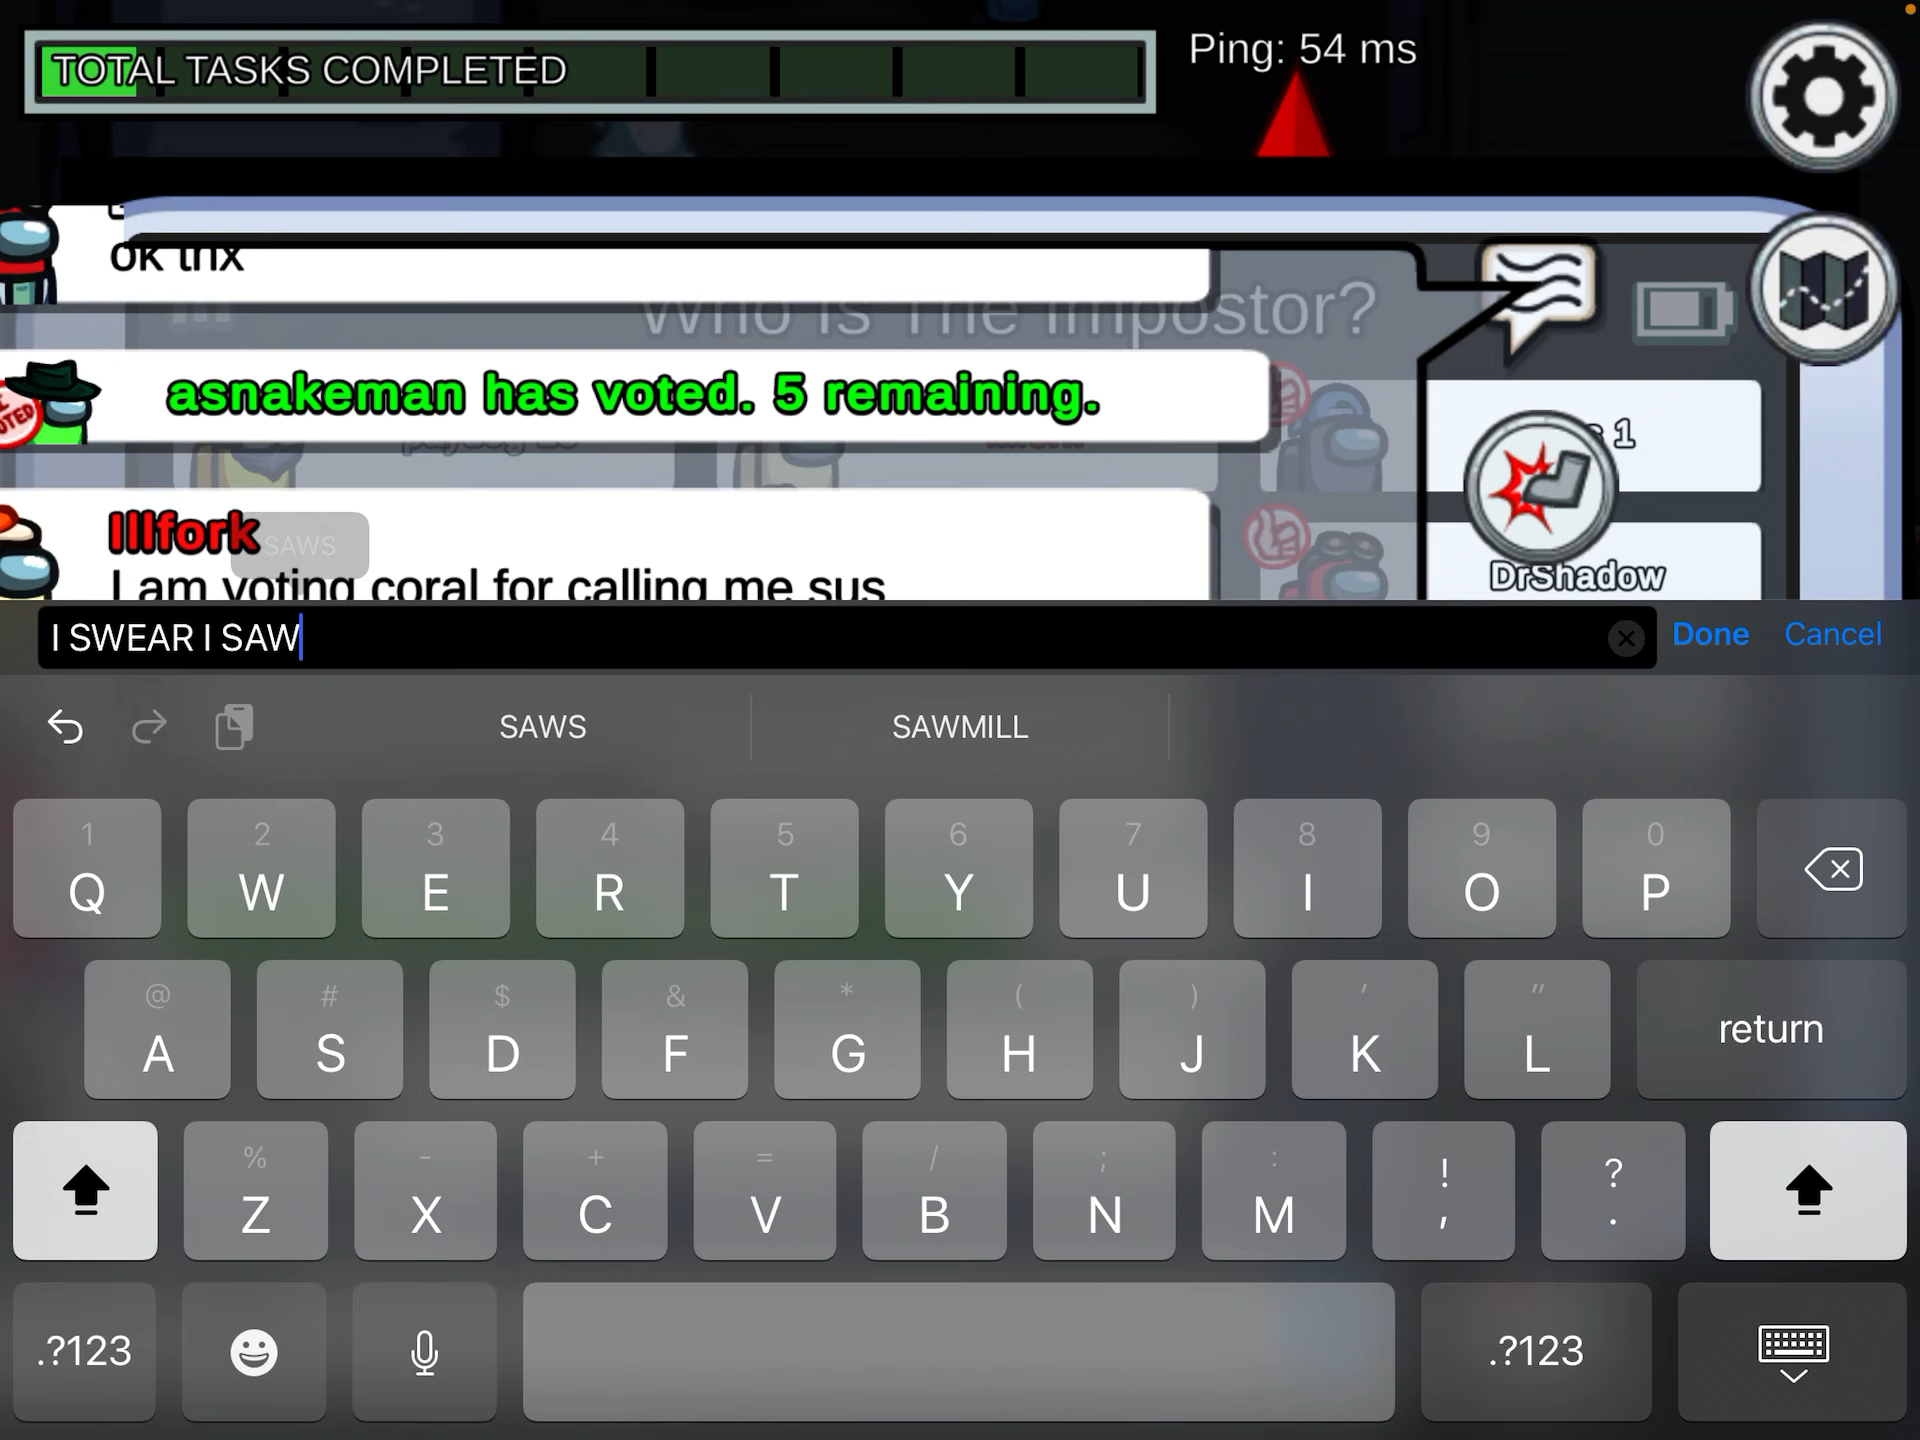 TOTAL TASKS COMPLETED
Ping: 54 ms
ok thx
Who Is The Impostor?
asnakeman has voted. 5 remaining.
s 1
lllfork
SAWS
I am voting coral for calling me sus
DrShadow
I SWEAR I SAW
Done Cancel
SAWS SAWMILL
1 2 3 4 5 6 7 8 9 0
Q W E R T Y U I O P
@ # $ & * ( ) ' "
A S D F G H J K L return
% - + = / ; : ! ?
Z X C V B N M , .
.?123 .?123